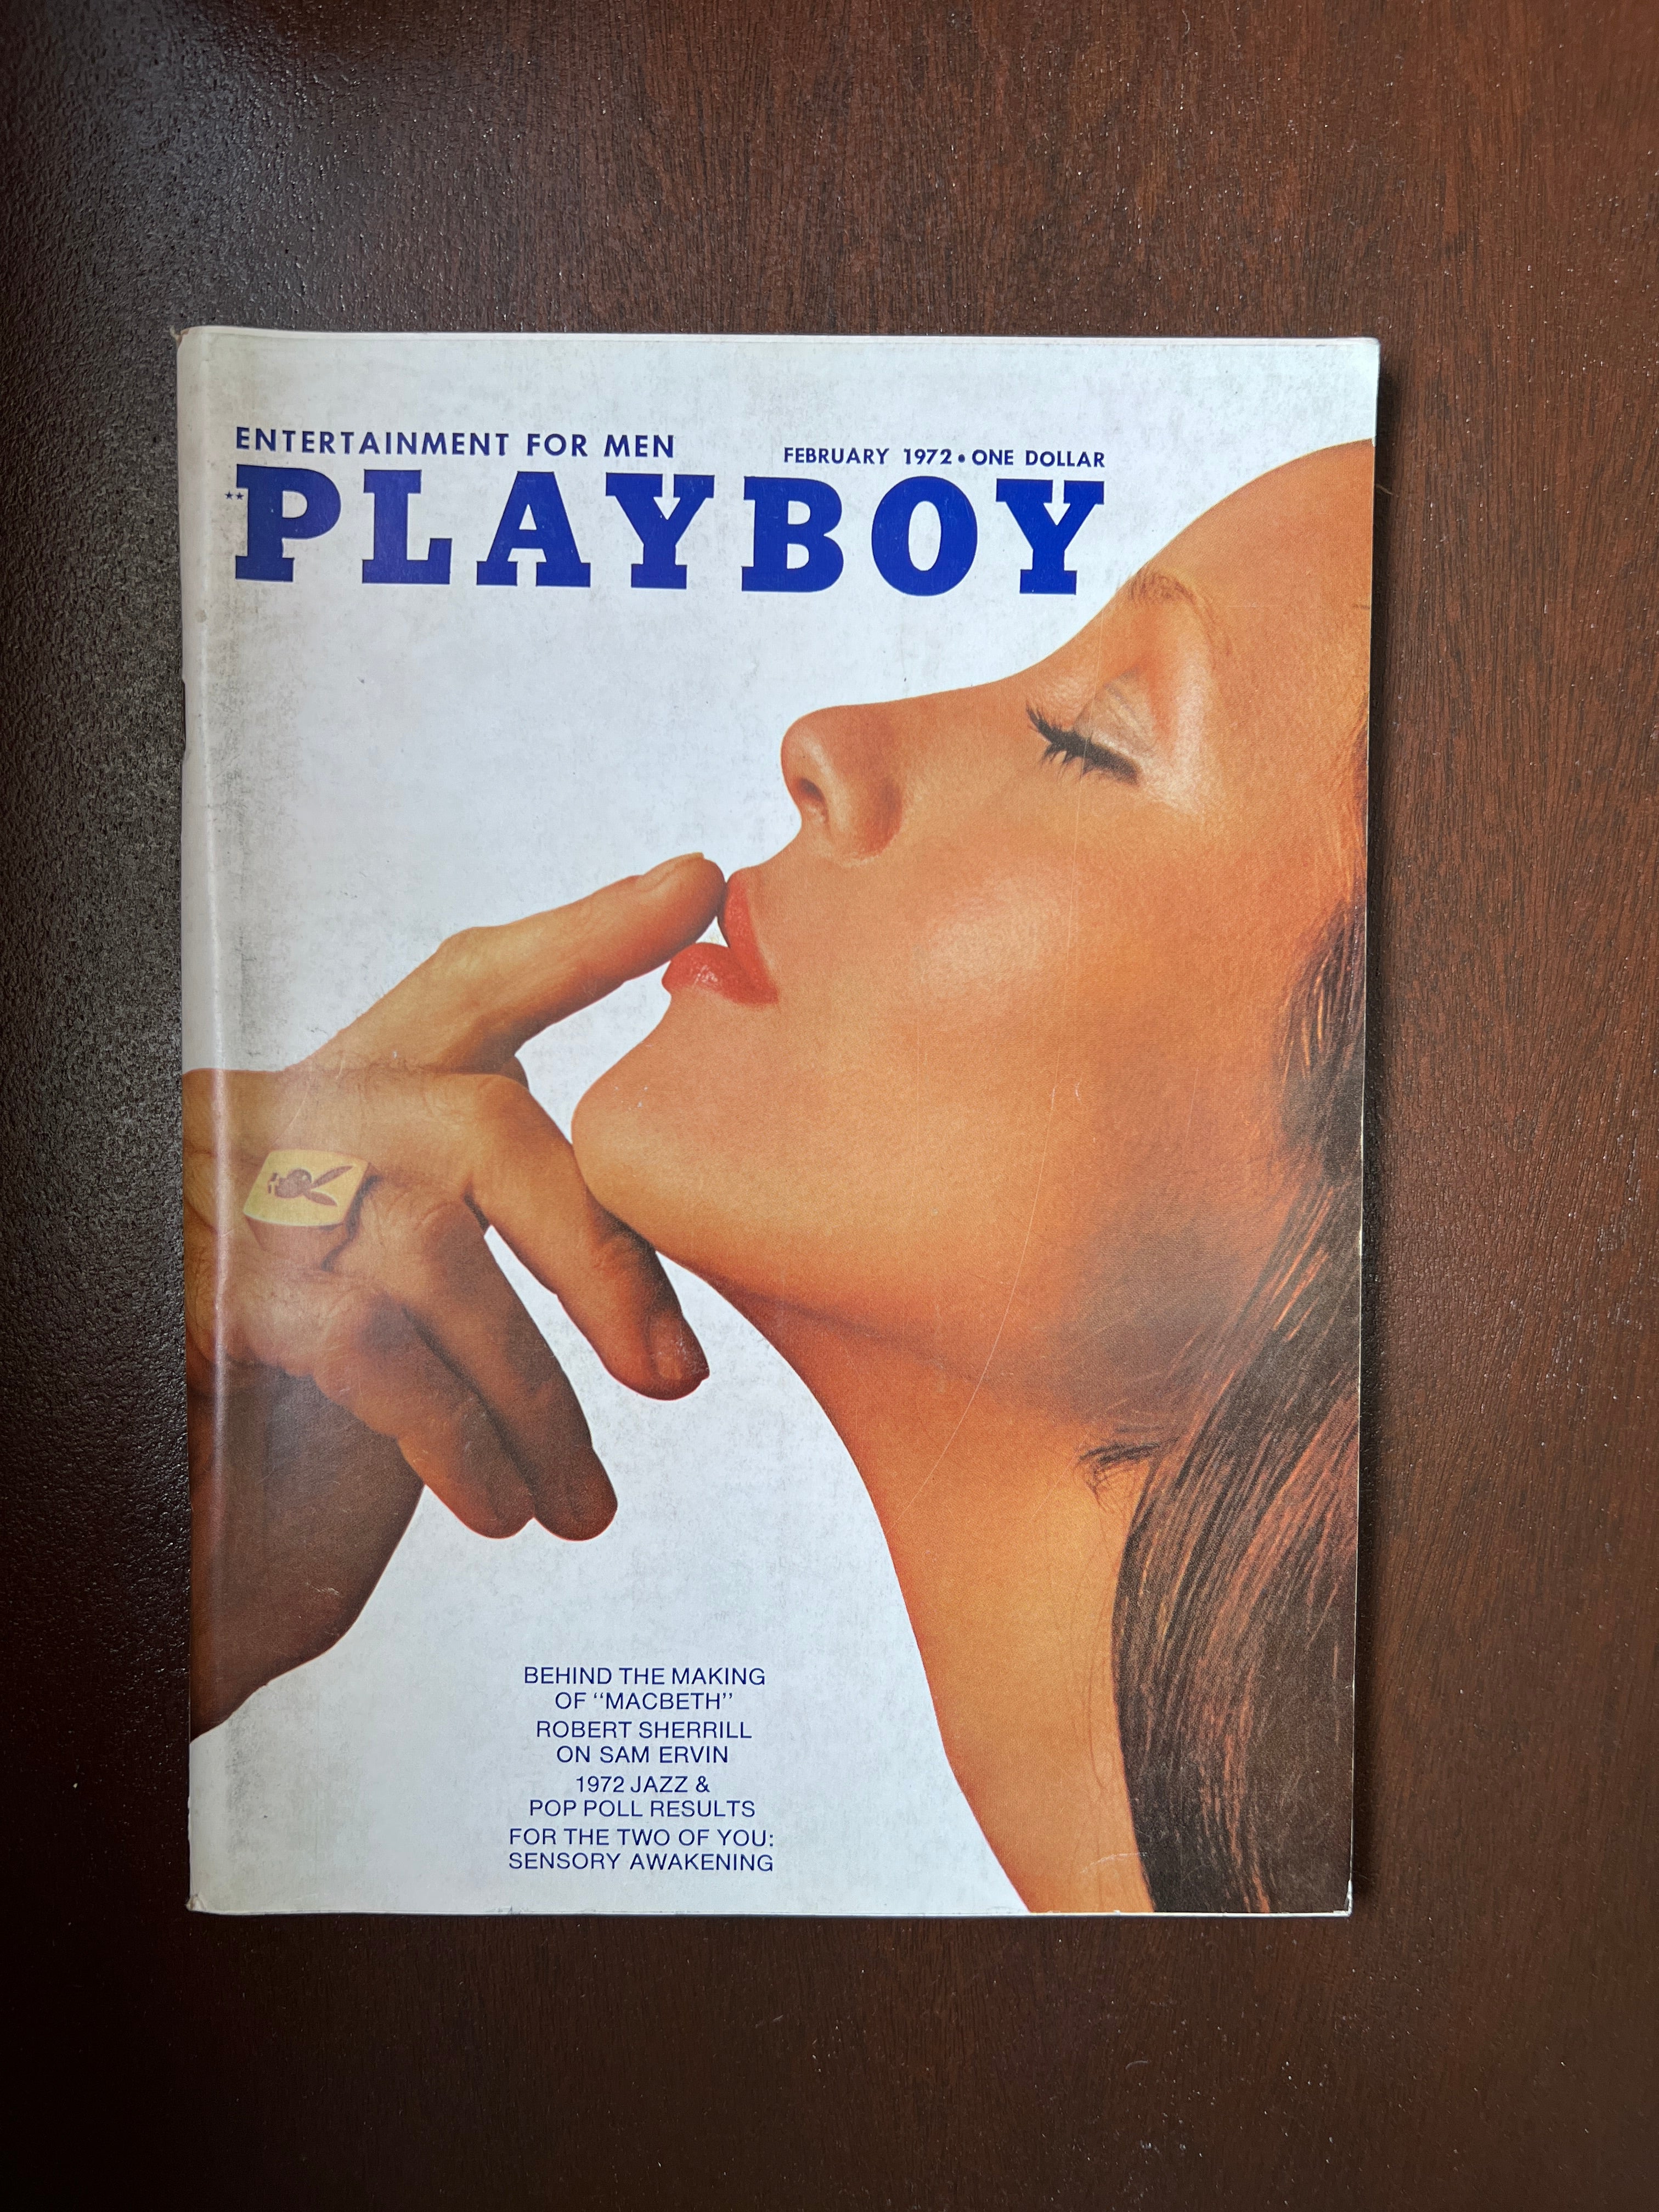 ENTERTAINMENT FOR MEN
FEBRUARY 1972 • ONE DOLLAR
**PLAYBOY
BEHIND THE MAKING
OF "MACBETH"
ROBERT SHERRILL
ON SAM ERVIN
1972 JAZZ &
POP POLL RESULTS
FOR THE TWO OF YOU:
SENSORY AWAKENING